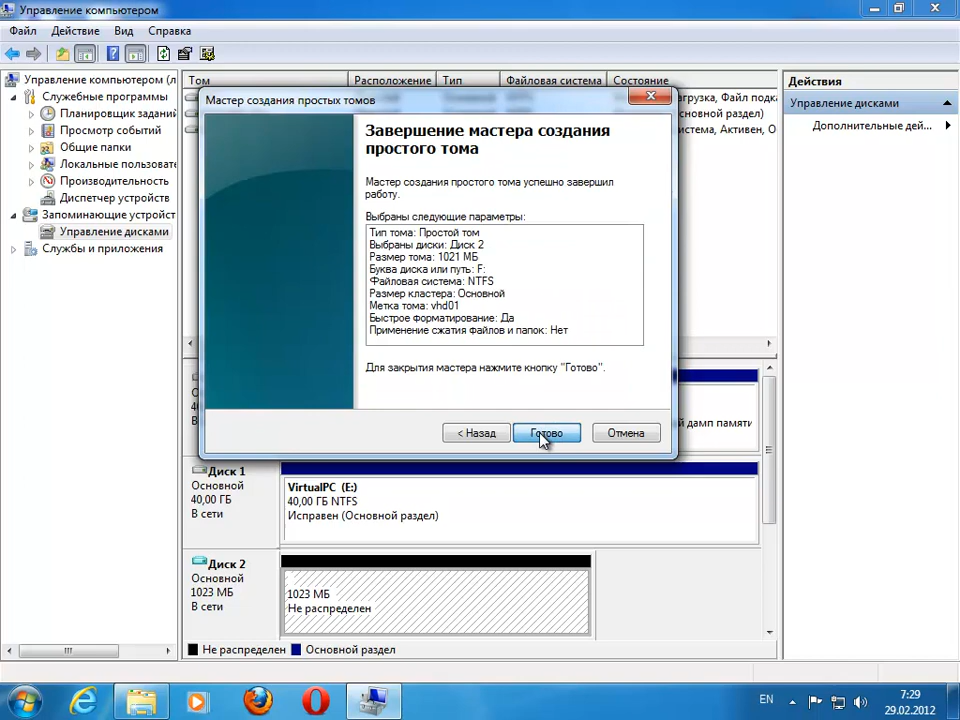 Управление компьютером
Файл Действие Вид Справка
Управление компьютером (л
Служебные программы
Планировщик заданий
Просмотр событий
Общие папки
Локальные пользоват
Производительность
Диспетчер устройств
Запоминающие устройст
Управление дисками
Службы и приложения
Том Расположение Тип Файловая система Состояние
агрузка, Файл подк
сновной раздел)
истема, Активен, О
Действия
Управление дисками
Дополнительные дей...
Мастер создания простых томов
Завершение мастера создания
простого тома
Мастер создания простого тома успешно завершил
работу.
Выбраны следующие параметры:
Тип тома: Простой том
Выбраны диски: Диск 2
Размер тома: 1021 МБ
Буква диска или путь: F:
Файловая система: NTFS
Размер кластера: Основной
Метка тома: vhd01
Быстрое форматирование: Да
Применение сжатия файлов и папок: Нет
Для закрытия мастера нажмите кнопку "Готово".
< Назад Готово Отмена
й дамп памяти
Диск 1
Основной
40,00 ГБ
В сети
VirtualPC (E:)
40,00 ГБ NTFS
Исправен (Основной раздел)
Диск 2
Основной
1023 МБ
В сети
1023 МБ
Не распределен
Не распределен Основной раздел
EN
7:29
29.02.2012